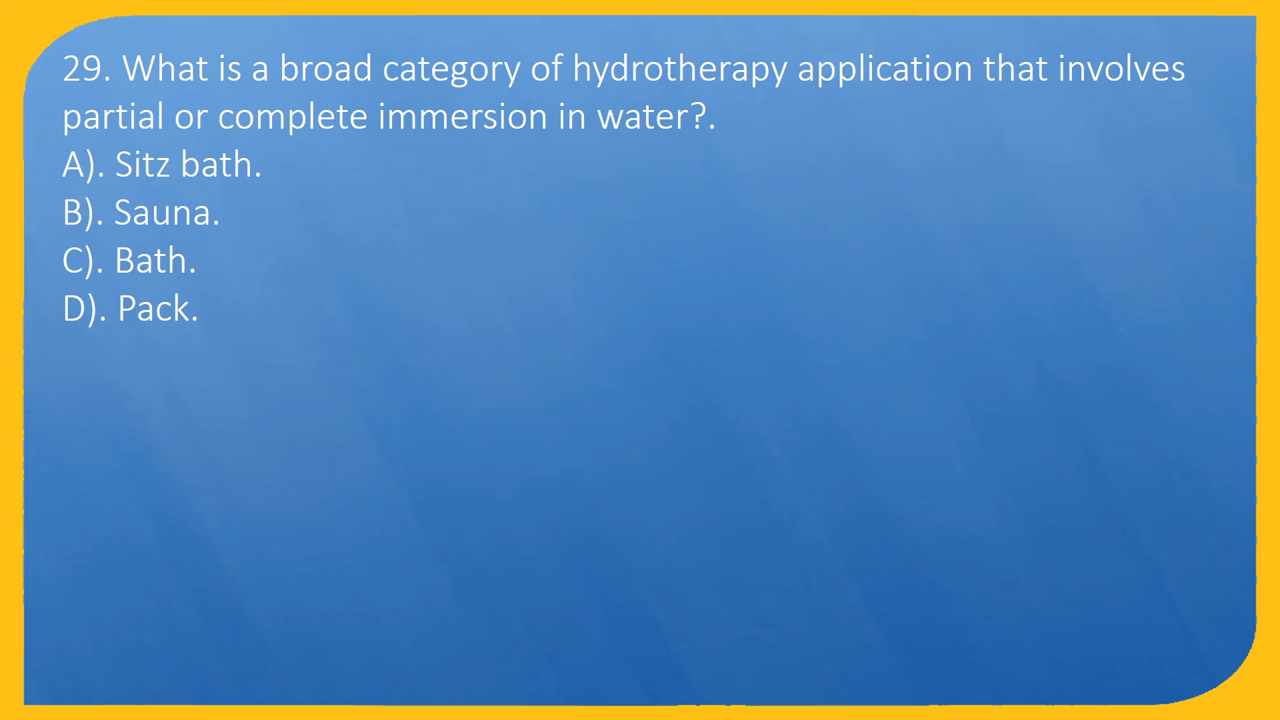 29. What is a broad category of hydrotherapy application that involves
partial or complete immersion in water?.
A). Sitz bath.
B). Sauna.
C). Bath.
D). Pack.